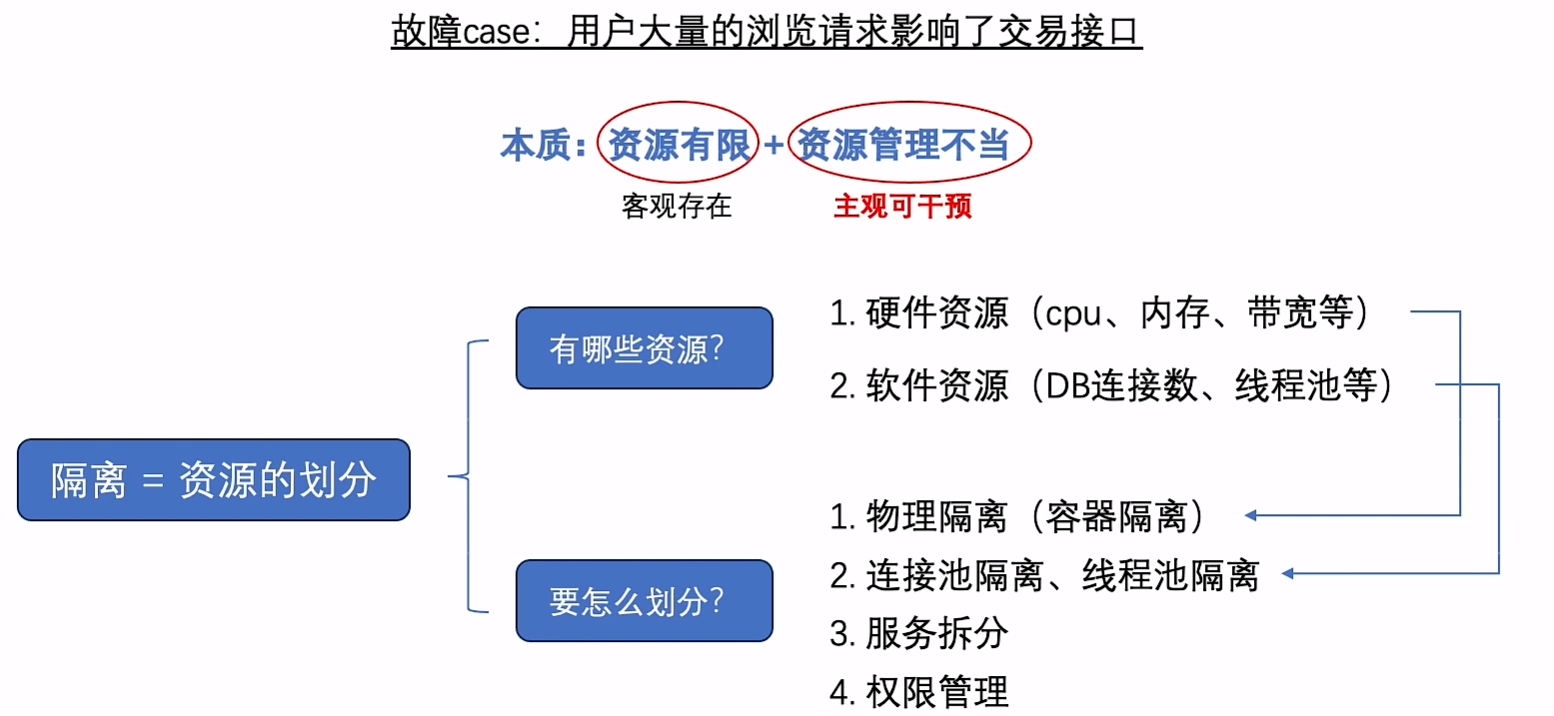 故障case：用户大量的浏览请求影响了交易接口
本质：资源有限+资源管理不当
客观存在
主观可干预
隔离 = 资源的划分
有哪些资源？
1. 硬件资源（cpu、内存、带宽等）
2. 软件资源（DB连接数、线程池等）
要怎么划分？
1. 物理隔离（容器隔离）
2. 连接池隔离、线程池隔离
3. 服务拆分
4. 权限管理